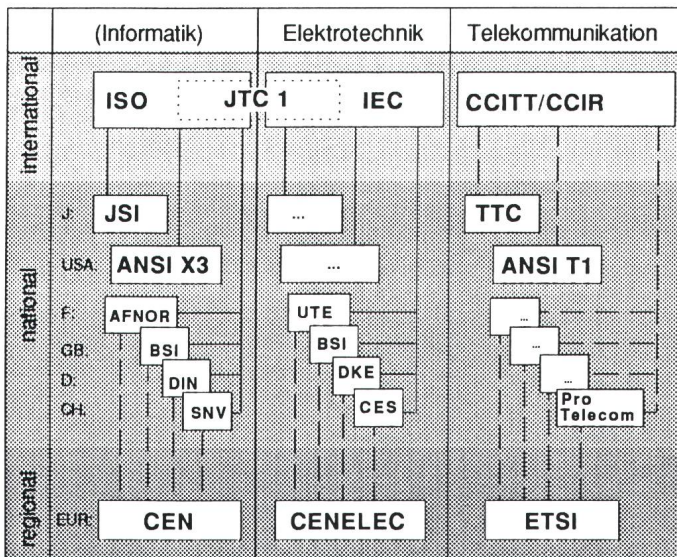 (Informatik) Elektrotechnik Telekommunikation
international
ISO JTC 1 IEC CCITT/CCIR
national
J: JSI ... TTC
USA: ANSI X3 ... ANSI T1
F: AFNOR UTE ...
GB: BSI BSI ...
D: DIN DKE ...
CH: SNV CES Pro
Telecom
regional
EUR: CEN CENELEC ETSI